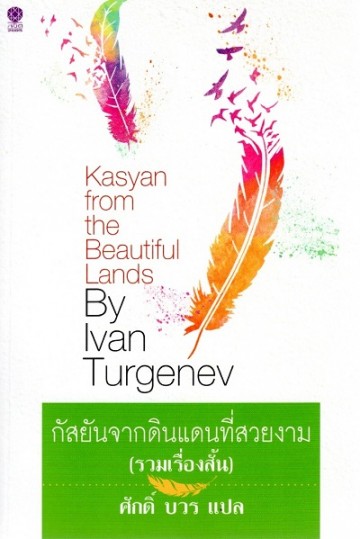 Kasyan
from
the
Beautiful
Lands
By
Ivan
Turgenev
กัสยันจากดินแดนที่สวยงาม
(รวมเรื่องสั้น)
ศักดิ์ บวร แปล